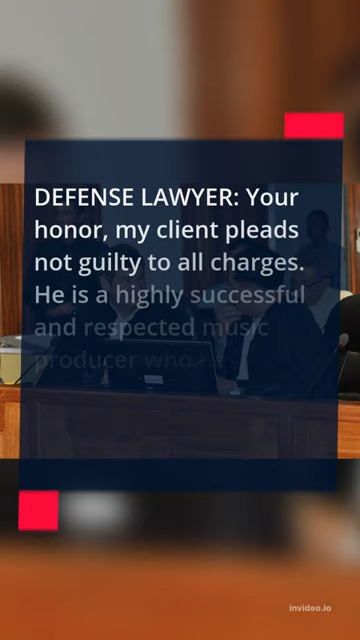 DEFENSE LAWYER: Your
honor, my client pleads
not guilty to all charges.
He is a highly successful
and respected music
producer who
invideo.io